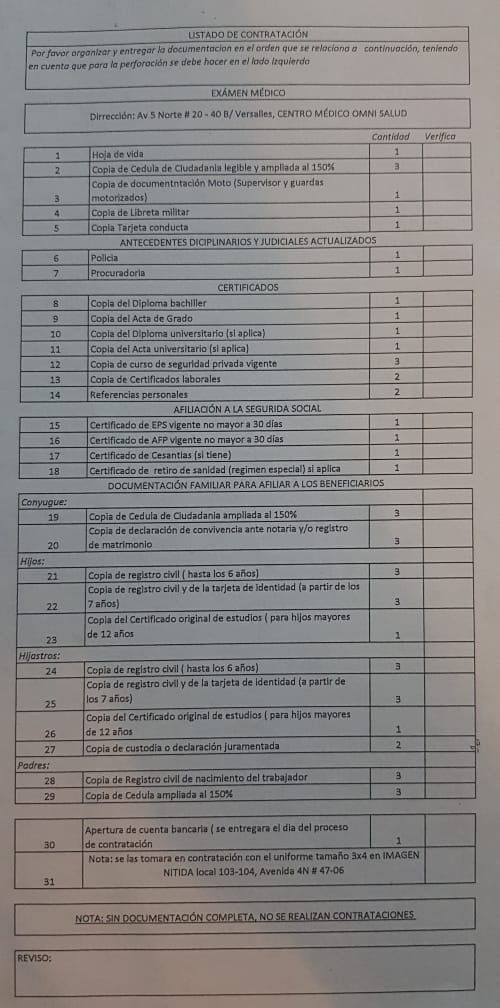 LISTADO DE CONTRATACIÓN
Por favor organizar y entregar la documentacion en el orden que se relaciona a continuación, teniendo
en cuenta que para la perforación se debe hacer en el lado izquierdo
EXÁMEN MÉDICO
Dirrección: Av 5 Norte # 20 - 40 B/ Versalles, CENTRO MÉDICO OMNI SALUD
Cantidad Verifica
1 Hoja de vida 1
2 Copia de Cedula de Ciudadania legible y ampliada al 150% 3
Copia de documentntación Moto (Supervisor y guardas
3 motorizados) 1
4 Copia de Libreta militar 1
5 Copia Tarjeta conducta 1
ANTECEDENTES DICIPLINARIOS Y JUDICIALES ACTUALIZADOS
6 Policia 1
7 Procuradoria 1
CERTIFICADOS
8 Copia del Diploma bachiller 1
9 Copia del Acta de Grado 1
10 Copia del Diploma universitario (si aplica) 1
11 Copia del Acta universitario (si aplica) 1
12 Copia de curso de seguridad privada vigente 3
13 Copia de Certificados laborales 2
14 Referencias personales 2
AFILIACIÓN A LA SEGURIDA SOCIAL
15 Certificado de EPS vigente no mayor a 30 días 1
16 Certificado de AFP vigente no mayor a 30 días 1
17 Certificado de Cesantias (si tiene) 1
18 Certificado de retiro de sanidad (regimen especial) si aplica 1
DOCUMENTACIÓN FAMILIAR PARA AFILIAR A LOS BENEFICIARIOS
Conyugue:
19 Copia de Cedula de Ciudadania ampliada al 150% 3
Copia de declaración de convivencia ante notaria y/o registro
20 de matrimonio 3
Hijos:
21 Copia de registro civil ( hasta los 6 años) 3
Copia de registro civil y de la tarjeta de identidad (a partir de los
22 7 años) 3
Copia del Certificado original de estudios ( para hijos mayores
23 de 12 años 1
Hijastros:
24 Copia de registro civil ( hasta los 6 años) 3
Copia de registro civil y de la tarjeta de identidad (a partir de
25 los 7 años) 3
Copia del Certificado original de estudios ( para hijos mayores
26 de 12 años 1
27 Copia de custodia o declaración juramentada 2
Padres:
28 Copia de Registro civil de nacimiento del trabajador 3
29 Copia de Cedula ampliada al 150% 3
Apertura de cuenta bancaria ( se entregara el dia del proceso
30 de contratación 1
Nota: se las tomara en contratación con el uniforme tamaño 3x4 en IMAGEN
31 NITIDA local 103-104, Avenida 4N # 47-06
NOTA: SIN DOCUMENTACIÓN COMPLETA, NO SE REALIZAN CONTRATACIONES
REVISO: